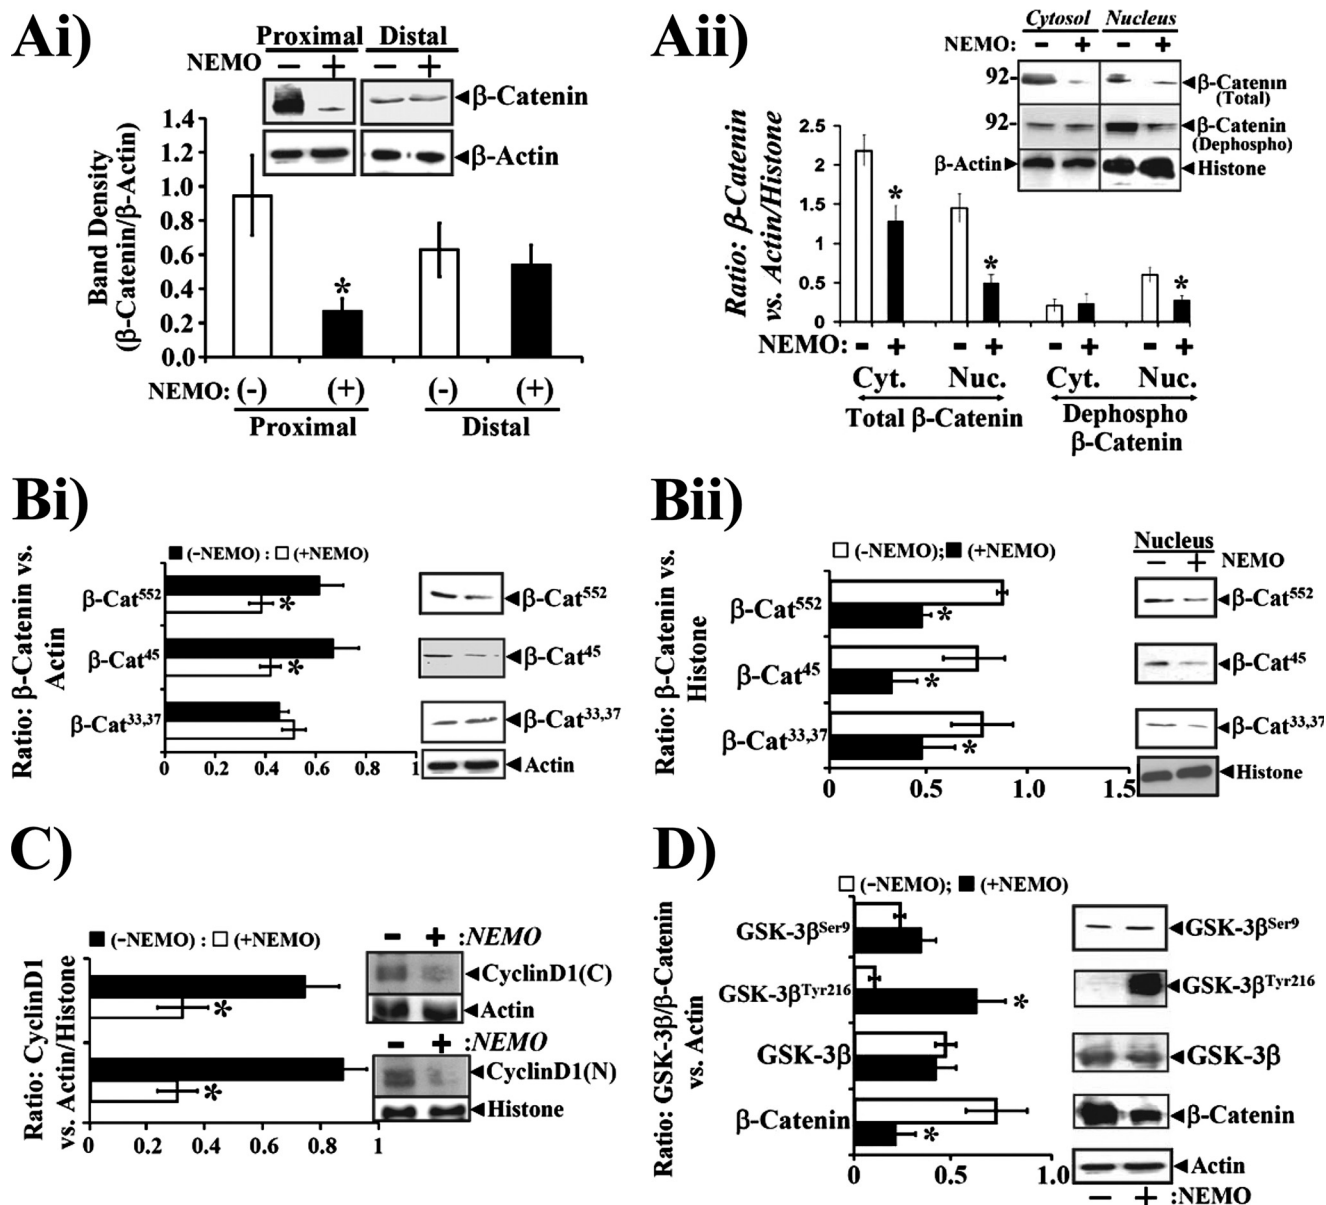 Ai)
Proximal Distal
NEMO − + − +
β-Catenin
β-Actin
Band Density
(β-Catenin/β-Actin)
1.4
1.2
1.0
0.8
0.6
0.4
0.2
0.0
*
NEMO: (-) (+) (-) (+)
Proximal Distal
Aii)
Cytosol Nucleus
NEMO: − + − +
92- β-Catenin
(Total)
92- β-Catenin
(Dephospho)
β-Actin Histone
Ratio: β-Catenin
vs. Actin/Histone
2.5
2
1.5
1
0.5
0
* * *
NEMO: - + - + - + - +
Cyt. Nuc. Cyt. Nuc.
Total β-Catenin Dephospho
β-Catenin
Bi)
Ratio: β-Catenin vs.
Actin
(-NEMO) : (+NEMO)
β-Cat552 * β-Cat552
β-Cat45 * β-Cat45
β-Cat33,37 β-Cat33,37
Actin
0 0.2 0.4 0.6 0.8 1
Bii)
Ratio: β-Catenin vs.
Histone
(-NEMO); (+NEMO)
Nucleus
− + NEMO
β-Cat552 * β-Cat552
β-Cat45 * β-Cat45
β-Cat33,37 * β-Cat33,37
Histone
0 0.5 1.0 1.5
C)
Ratio: CyclinD1
vs. Actin/Histone
(-NEMO) : (+NEMO)
− + :NEMO
CyclinD1(C)
* Actin
− + :NEMO
CyclinD1(N)
* Histone
0 0.2 0.4 0.6 0.8 1
D)
Ratio: GSK-3β/β-Catenin
vs. Actin
(-NEMO); (+NEMO)
GSK-3βSer9 GSK-3βSer9
GSK-3βTyr216 * GSK-3βTyr216
GSK-3β GSK-3β
β-Catenin * β-Catenin
Actin
0 0.5 1.0
− + :NEMO